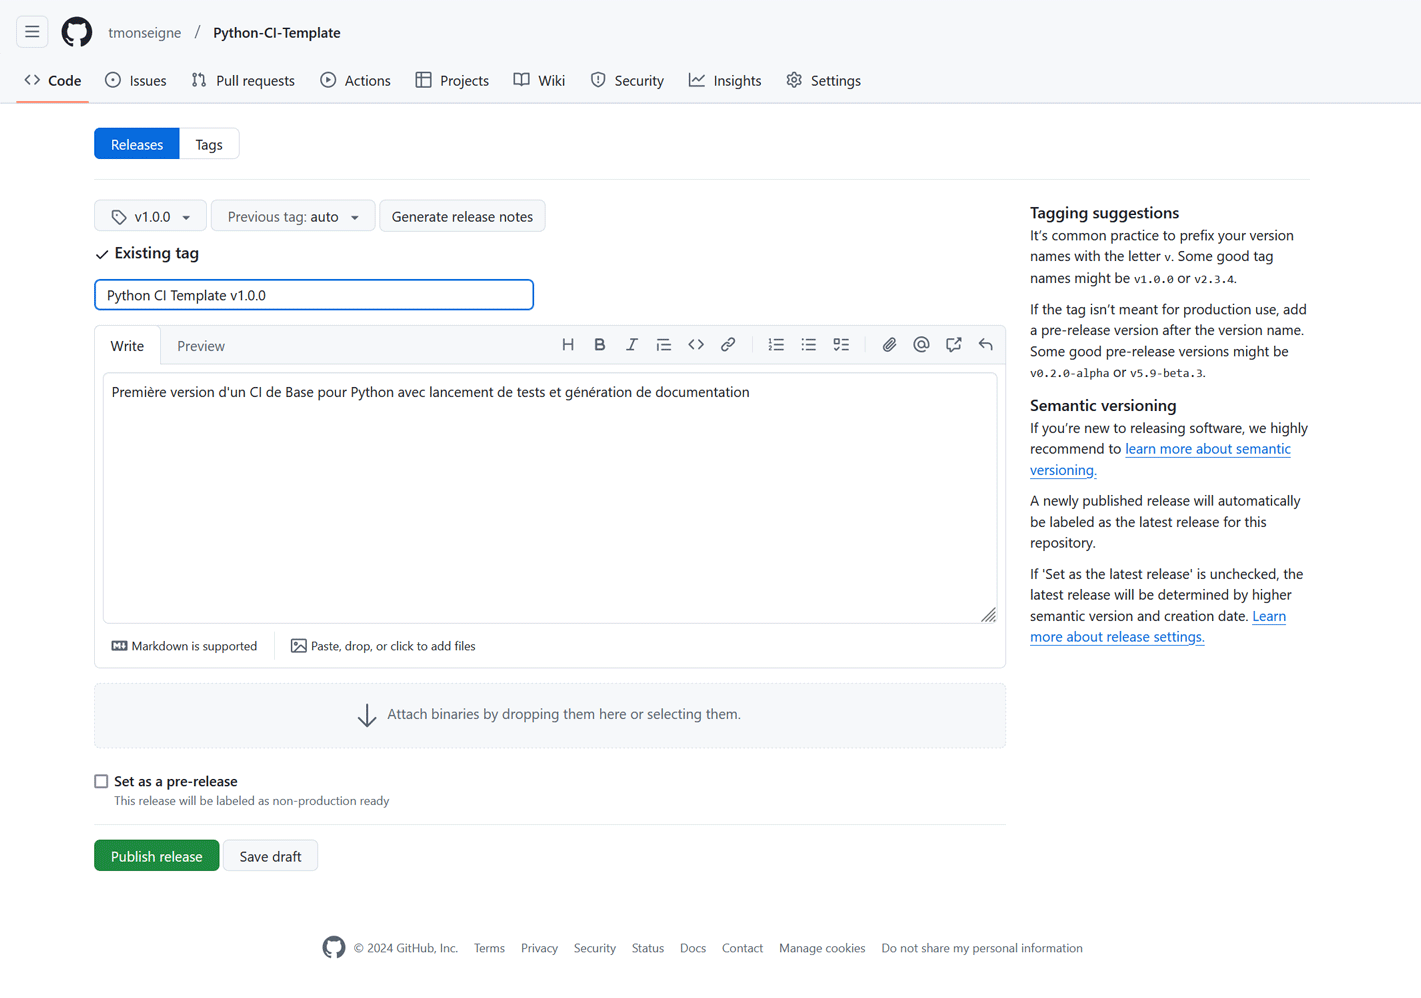 tmonseigne / Python-CI-Template
Code Issues Pull requests Actions Projects Wiki Security Insights Settings
Releases Tags
v1.0.0 Previous tag: auto Generate release notes
Existing tag
Python CI Template v1.0.0
Write Preview
Première version d'un CI de Base pour Python avec lancement de tests et génération de documentation
Markdown is supported Paste, drop, or click to add files
Attach binaries by dropping them here or selecting them.
Set as a pre-release
This release will be labeled as non-production ready
Publish release Save draft
Tagging suggestions
It’s common practice to prefix your version
names with the letter v. Some good tag
names might be v1.0.0 or v2.3.4.
If the tag isn’t meant for production use, add
a pre-release version after the version name.
Some good pre-release versions might be
v0.2.0-alpha or v5.9-beta.3.
Semantic versioning
If you’re new to releasing software, we highly
recommend to learn more about semantic
versioning.
A newly published release will automatically
be labeled as the latest release for this
repository.
If 'Set as the latest release' is unchecked, the
latest release will be determined by higher
semantic version and creation date. Learn
more about release settings.
© 2024 GitHub, Inc. Terms Privacy Security Status Docs Contact Manage cookies Do not share my personal information